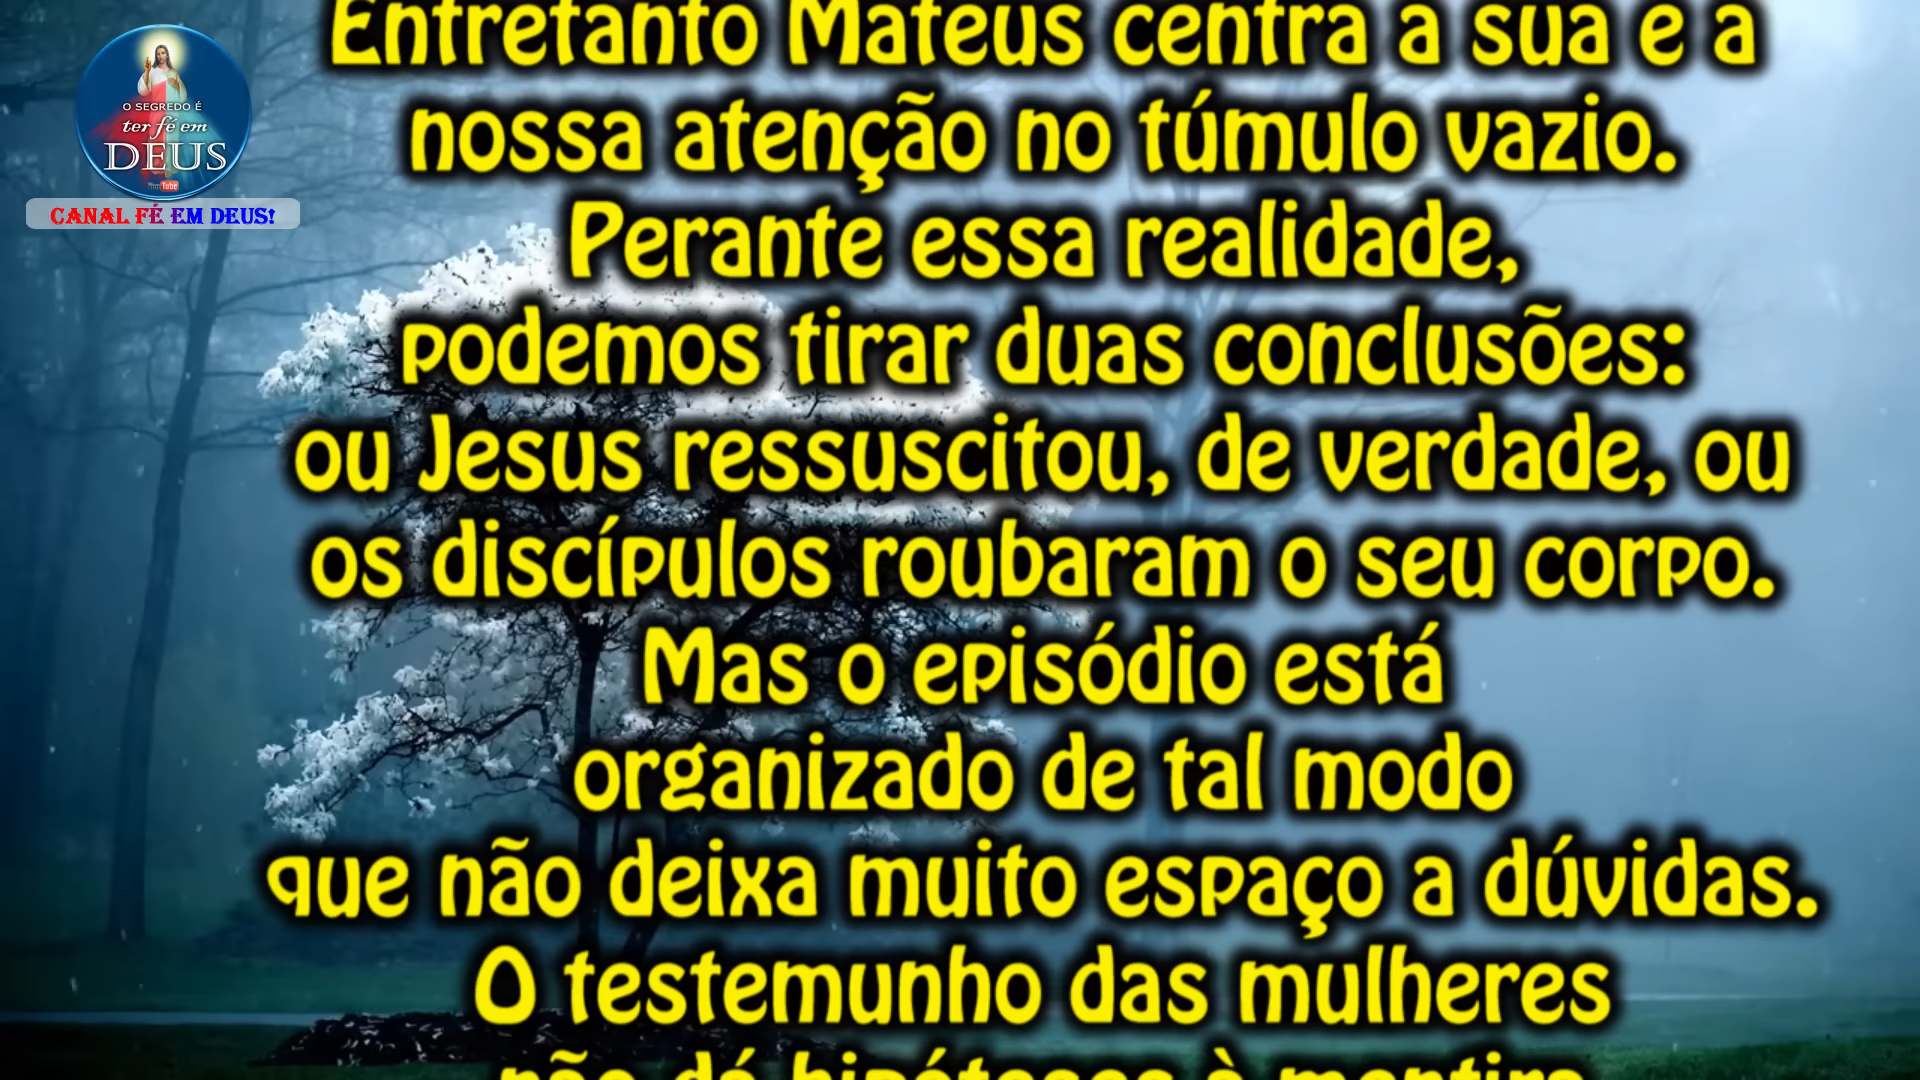 O SEGREDO É
ter fé em
DEUS
CANAL FÉ EM DEUS!
Entretanto Mateus centra a sua e a
nossa atenção no túmulo vazio.
Perante essa realidade,
podemos tirar duas conclusões:
ou Jesus ressuscitou, de verdade, ou
os discípulos roubaram o seu corpo.
Mas o episódio está
organizado de tal modo
que não deixa muito espaço a dúvidas.
O testemunho das mulheres
não dá hipóteses à mentira